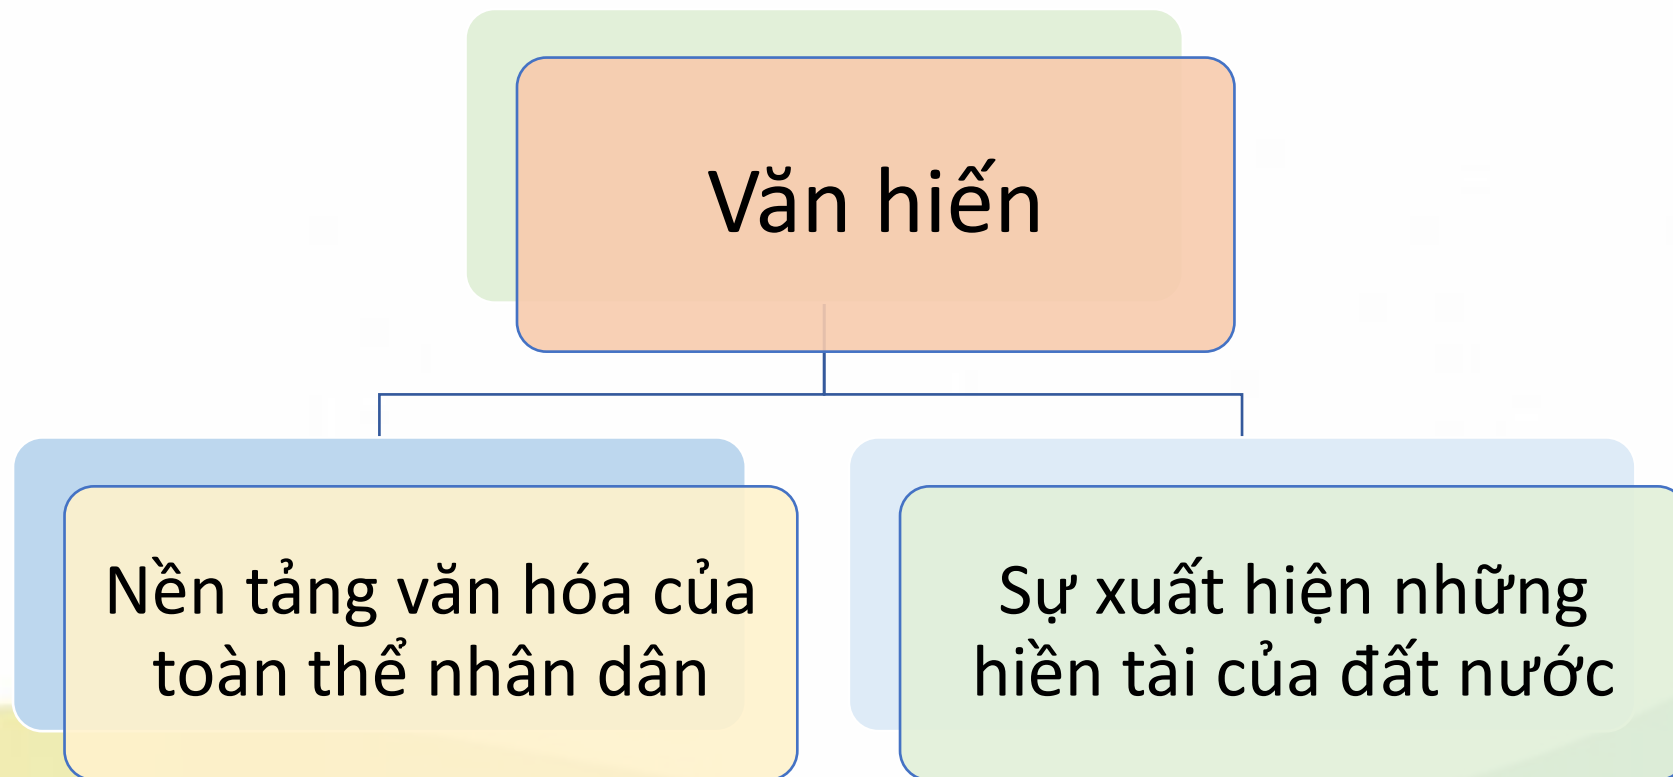 Văn hiến
Nền tảng văn hóa của
toàn thể nhân dân
Sự xuất hiện những
hiền tài của đất nước